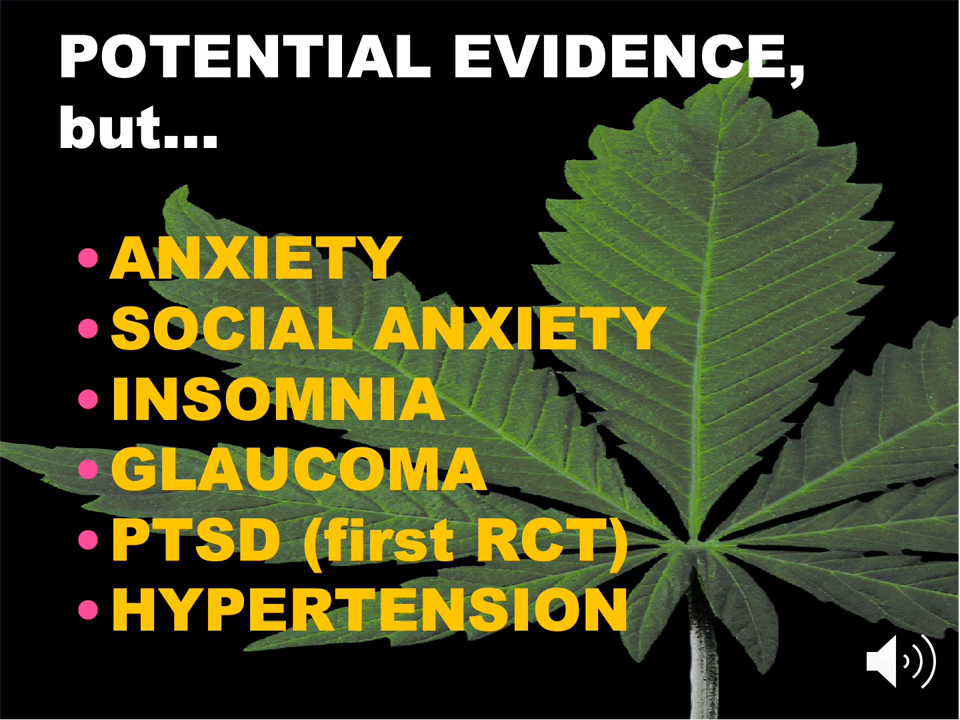 POTENTIAL EVIDENCE,
but...
• ANXIETY
• SOCIAL ANXIETY
• INSOMNIA
• GLAUCOMA
• PTSD (first RCT)
• HYPERTENSION